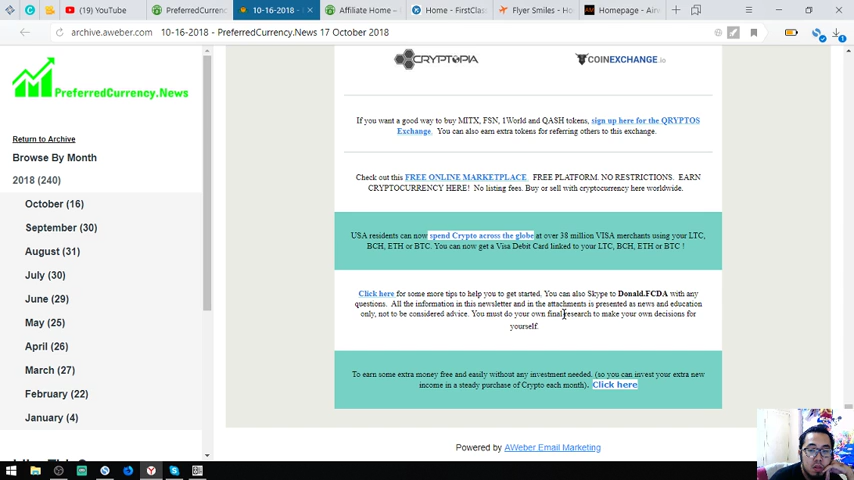 (19) YouTube
PreferredCurrenc
10-16-2018 -
Affiliate Home –
Home - FirstClas
Flyer Smiles - Ho
Homepage - Air
archive.aweber.com 10-16-2018 - PreferredCurrency.News 17 October 2018
PreferredCurrency.News
Return to Archive
Browse By Month
2018 (240)
October (16)
September (30)
August (31)
July (30)
June (29)
May (25)
April (26)
March (27)
February (22)
January (4)
CRYPTOPIA
COINEXCHANGE.io
If you want a good way to buy MITX, FSN, 1World and QASH tokens, sign up here for the QRYPTOS
Exchange. You can also earn extra tokens for referring others to this exchange.
Check out this FREE ONLINE MARKETPLACE FREE PLATFORM. NO RESTRICTIONS. EARN
CRYPTOCURRENCY HERE! No listing fees. Buy or sell with cryptocurrency here worldwide.
USA residents can now spend Crypto across the globe at over 38 million VISA merchants using your LTC,
BCH, ETH or BTC. You can now get a Visa Debit Card linked to your LTC, BCH, ETH or BTC !
Click here for some more tips to help you to get started. You can also Skype to Donald.FCDA with any
questions. All the information in this newsletter and in the attachments is presented as news and education
only, not to be considered advice. You must do your own final research to make your own decisions for
yourself.
To earn some extra money free and easily without any investment needed. (so you can invest your extra new
income in a steady purchase of Crypto each month). Click here
Powered by AWeber Email Marketing